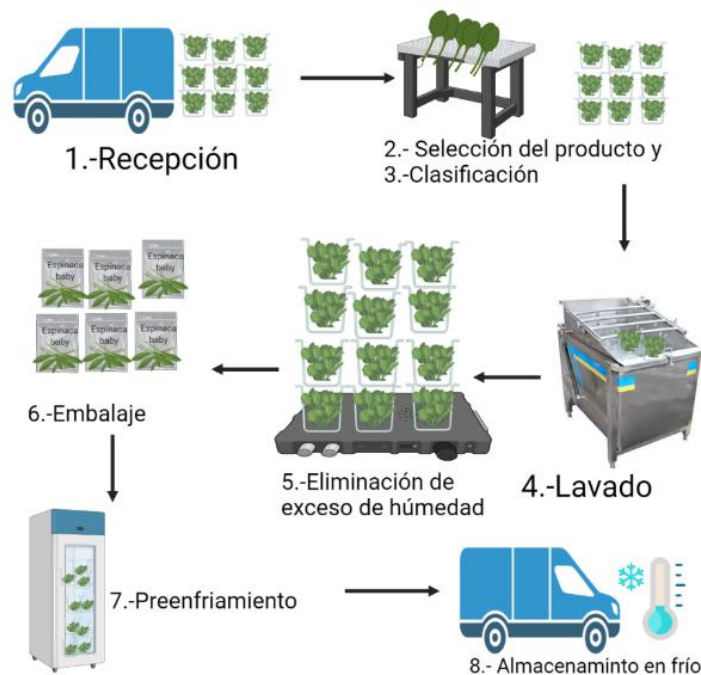 1.-Recepción
2.- Selección del producto y
3.-Clasificación
4.-Lavado
5.-Eliminación de
exceso de húmedad
Espinaca
baby
Espinaca
baby
Espinaca
baby
Espinaca
baby
Espinaca
baby
Espinaca
baby
6.-Embalaje
7.-Preenfriamiento
8.- Almacenaminto en frío